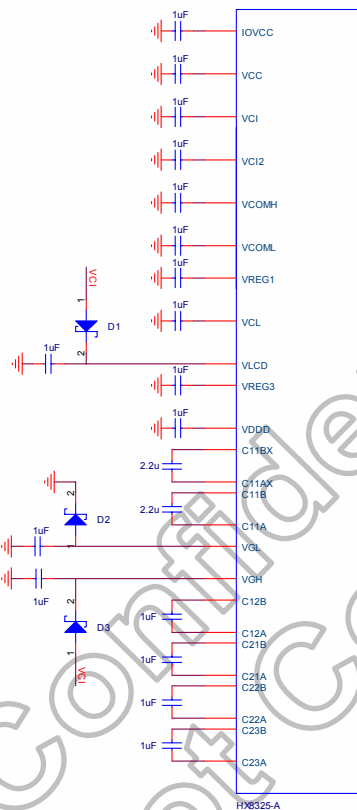 1uF
IOVCC
1uF
VCC
1uF
VCI
1uF
VCI2
1uF
VCOMH
1uF
VCOML
1uF
VREG1
1uF
VCL
VCI
1
D1
2
1uF
VLCD
1uF
VREG3
1uF
VDDD
C11BX
2.2u
C11AX
C11B
2.2u
C11A
2
D2
1
1uF
VGL
1uF
VGH
2
D3
1
VCI
C12B
1uF
C12A
C21B
1uF
C21A
C22B
1uF
C22A
C23B
1uF
C23A
HX8325-A
Confide
t C